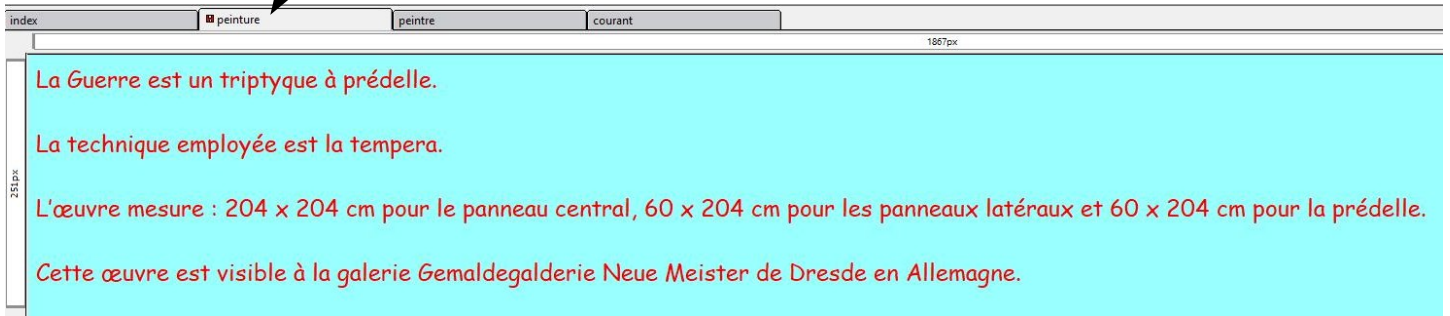 index peinture peintre courant
1867px
251px
La Guerre est un triptyque à prédelle.
La technique employée est la tempera.
L'œuvre mesure : 204 x 204 cm pour le panneau central, 60 x 204 cm pour les panneaux latéraux et 60 x 204 cm pour la prédelle.
Cette œuvre est visible à la galerie Gemaldegalderie Neue Meister de Dresde en Allemagne.